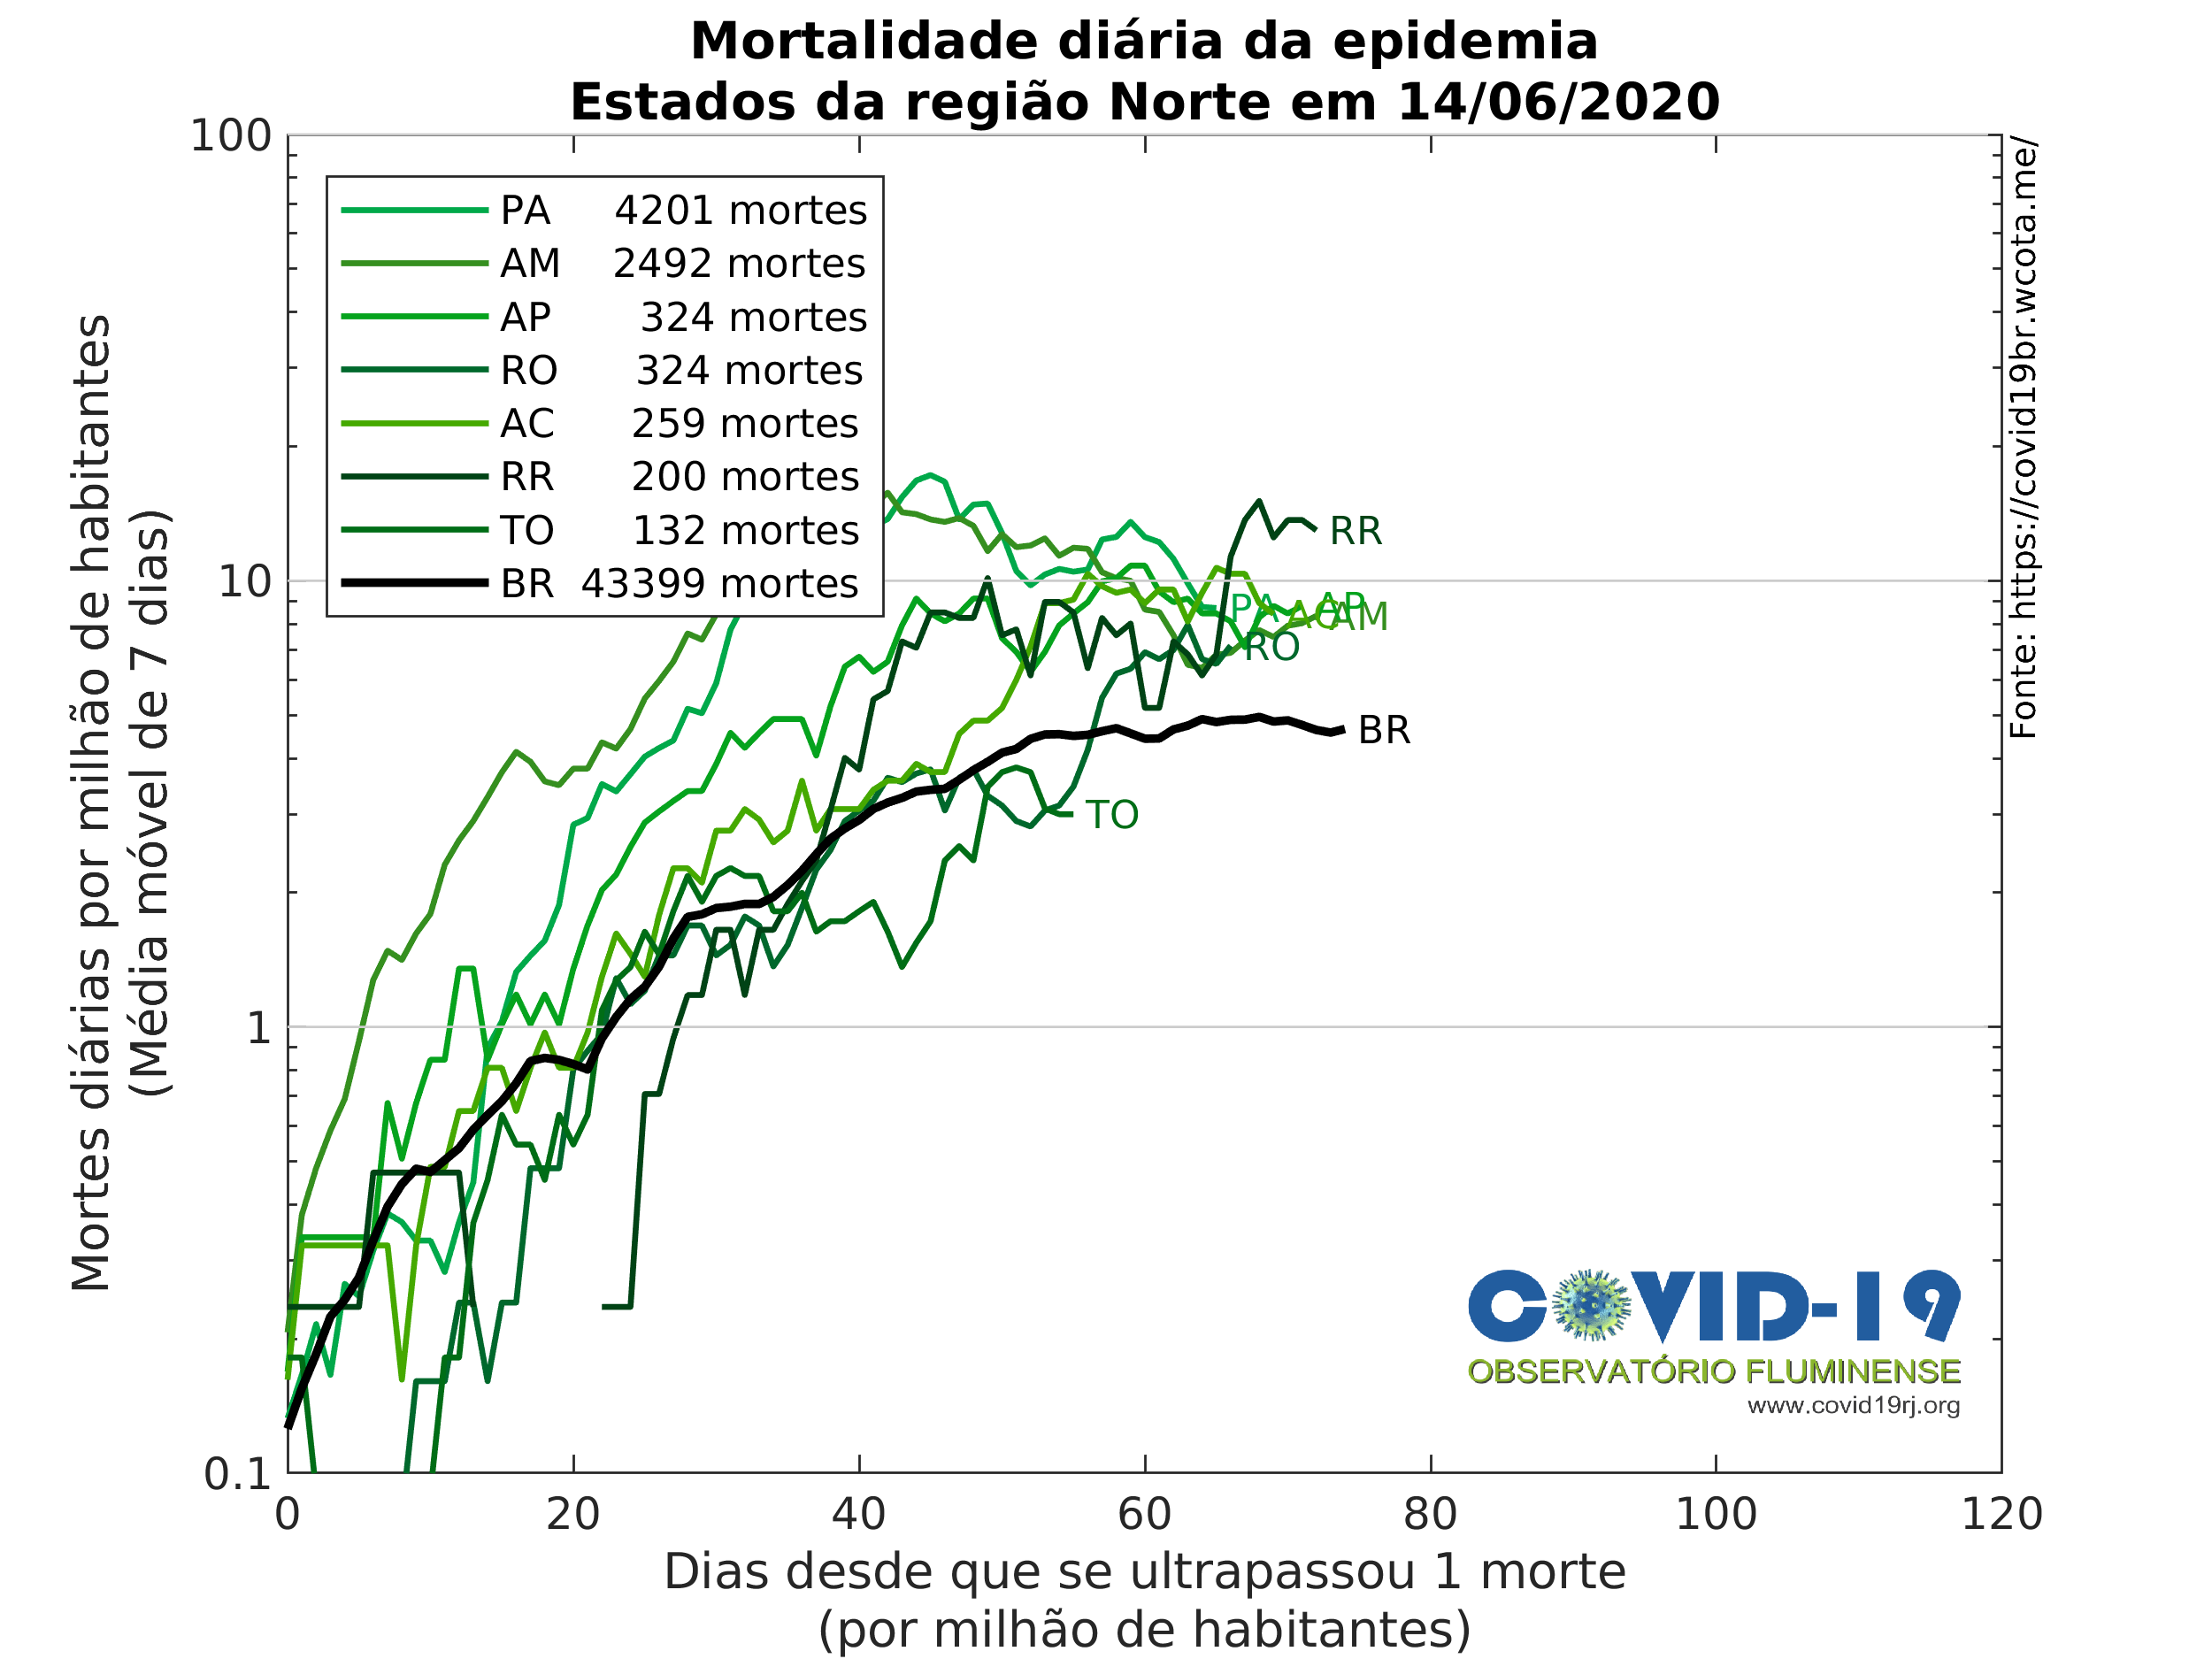 Mortalidade diária da epidemia
Estados da região Norte em 14/06/2020
Mortes diárias por milhão de habitantes
(Média móvel de 7 dias)
100
10
1
0.1
PA 4201 mortes
AM 2492 mortes
AP 324 mortes
RO 324 mortes
AC 259 mortes
RR 200 mortes
TO 132 mortes
BR 43399 mortes
RR
PA
AC
AP
AM
RO
BR
TO
Fonte: https://covid19br.wcota.me/
COVID-19
OBSERVATÓRIO FLUMINENSE
www.covid19rj.org
0 20 40 60 80 100 120
Dias desde que se ultrapassou 1 morte
(por milhão de habitantes)